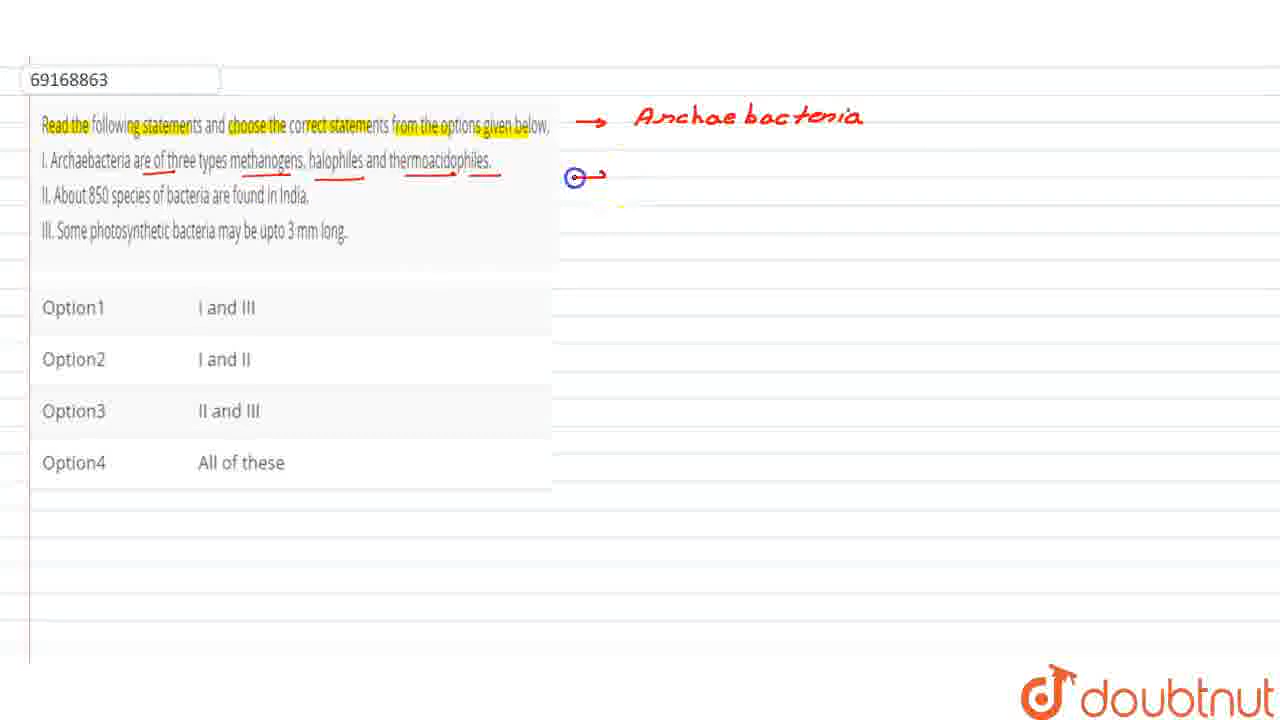 69168863
Read the following statements and choose the correct statements from the options given below,
I. Archaebacteria are of three types methanogens, halophiles and thermoacidophiles.
II. About 850 species of bacteria are found in India.
III. Some photosynthetic bacteria may be upto 3 mm long.
Option1 I and III
Option2 I and II
Option3 II and III
Option4 All of these
→ Archaebacteria
doubtnut